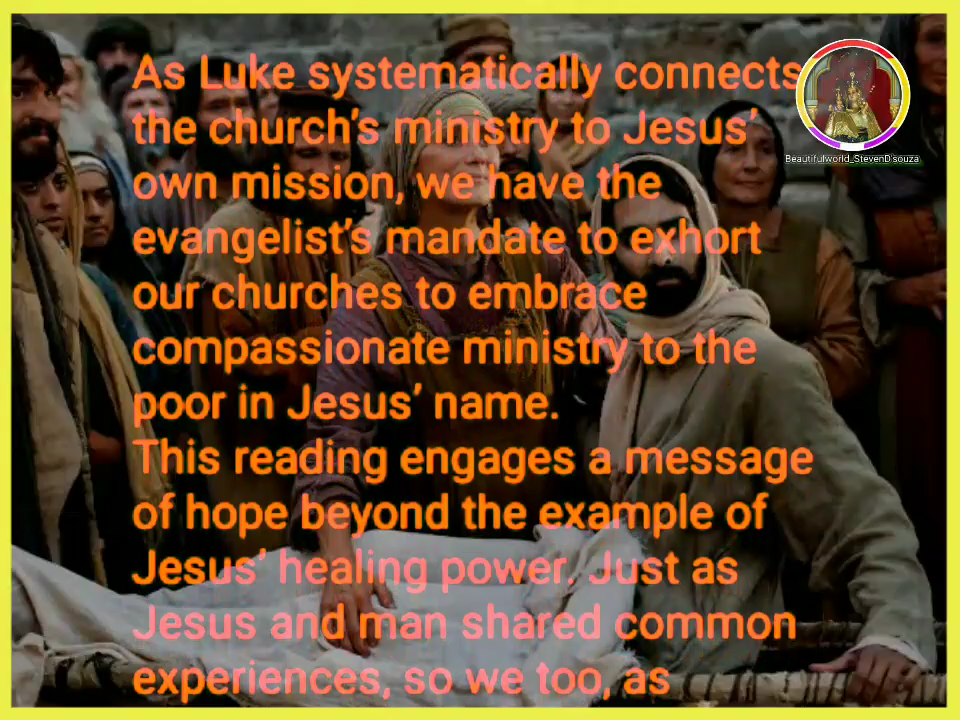 As Luke systematically connects
the church's ministry to Jesus'
own mission, we have the
evangelist's mandate to exhort
our churches to embrace
compassionate ministry to the
poor in Jesus' name.
This reading engages a message
of hope beyond the example of
Jesus' healing power. Just as
Jesus and man shared common
experiences, so we too, as
Beautifulworld_StevenD'souza